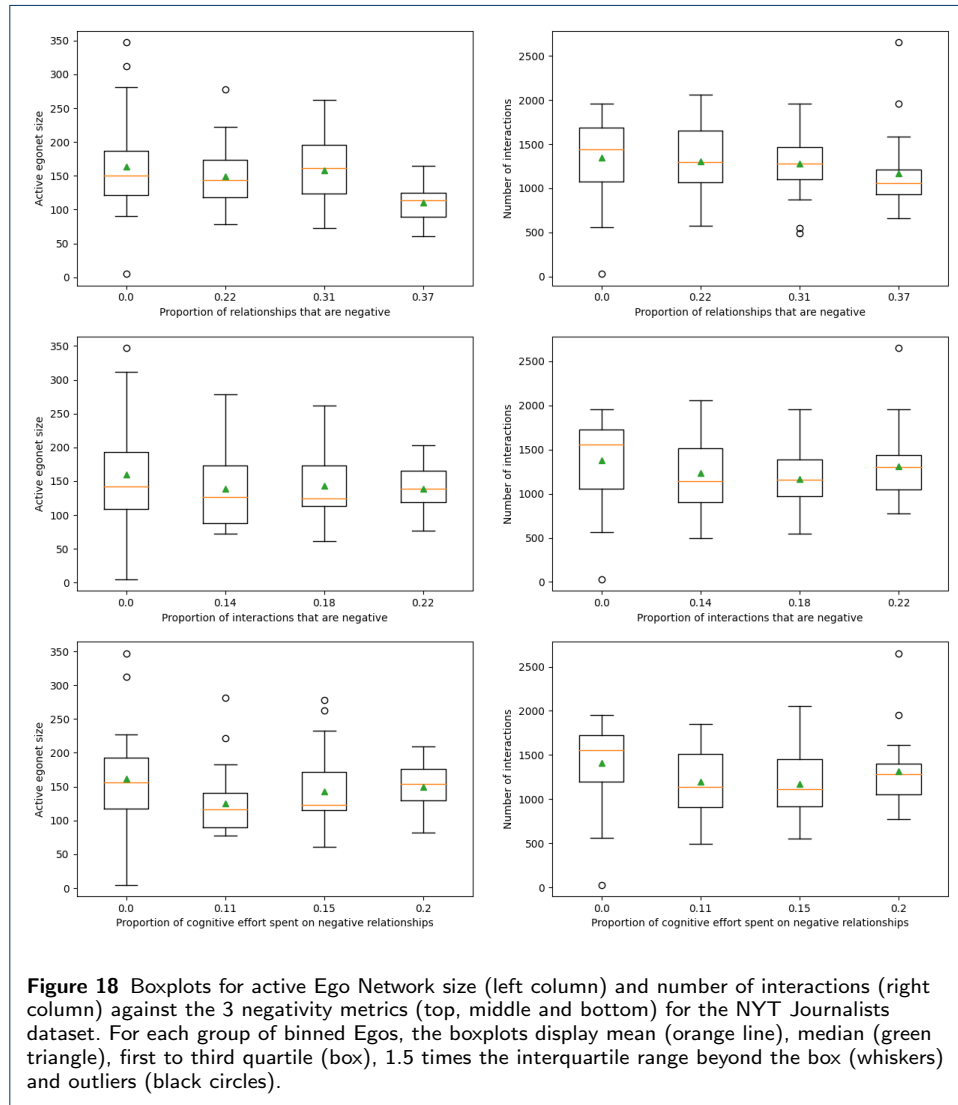 350
300
250
200
150
100
50
0
Active egonet size
0.0 0.22 0.31 0.37
Proportion of relationships that are negative
2500
2000
1500
1000
500
0
Number of interactions
0.0 0.22 0.31 0.37
Proportion of relationships that are negative
350
300
250
200
150
100
50
0
Active egonet size
0.0 0.14 0.18 0.22
Proportion of interactions that are negative
2500
2000
1500
1000
500
0
Number of interactions
0.0 0.14 0.18 0.22
Proportion of interactions that are negative
350
300
250
200
150
100
50
0
Active egonet size
0.0 0.11 0.15 0.2
Proportion of cognitive effort spent on negative relationships
2500
2000
1500
1000
500
0
Number of interactions
0.0 0.11 0.15 0.2
Proportion of cognitive effort spent on negative relationships
Figure 18 Boxplots for active Ego Network size (left column) and number of interactions (right
column) against the 3 negativity metrics (top, middle and bottom) for the NYT Journalists
dataset. For each group of binned Egos, the boxplots display mean (orange line), median (green
triangle), first to third quartile (box), 1.5 times the interquartile range beyond the box (whiskers)
and outliers (black circles).